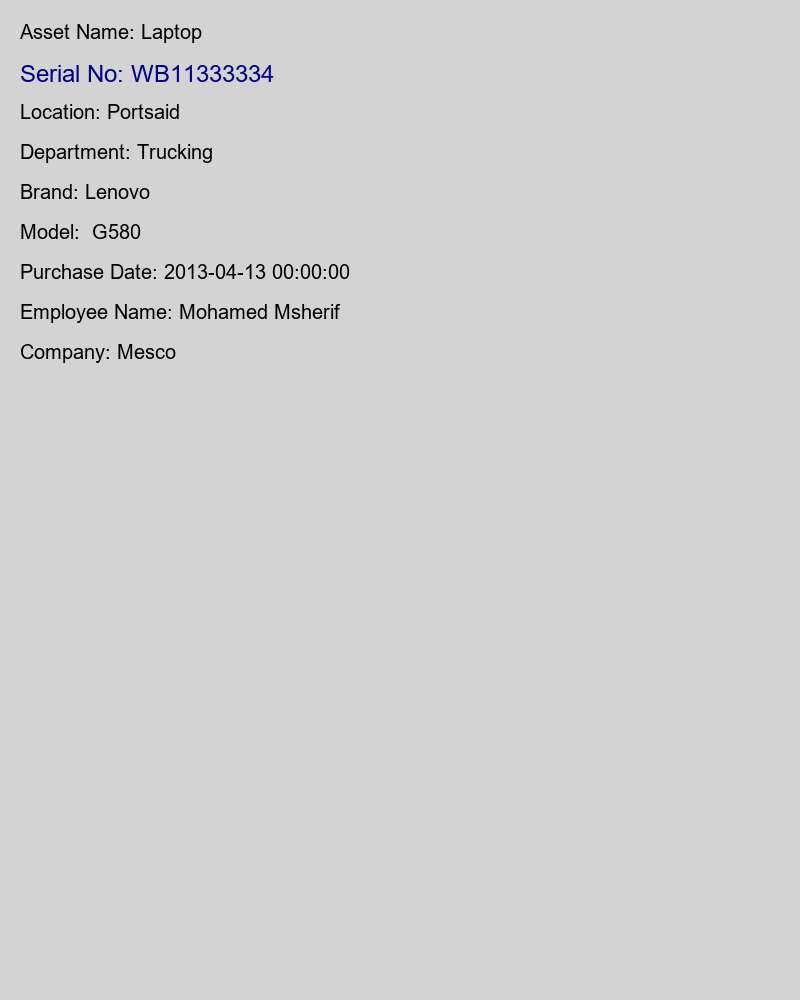 Asset Name: Laptop
Serial No: WB11333334
Location: Portsaid
Department: Trucking
Brand: Lenovo
Model:  G580
Purchase Date: 2013-04-13 00:00:00
Employee Name: Mohamed Msherif
Company: Mesco